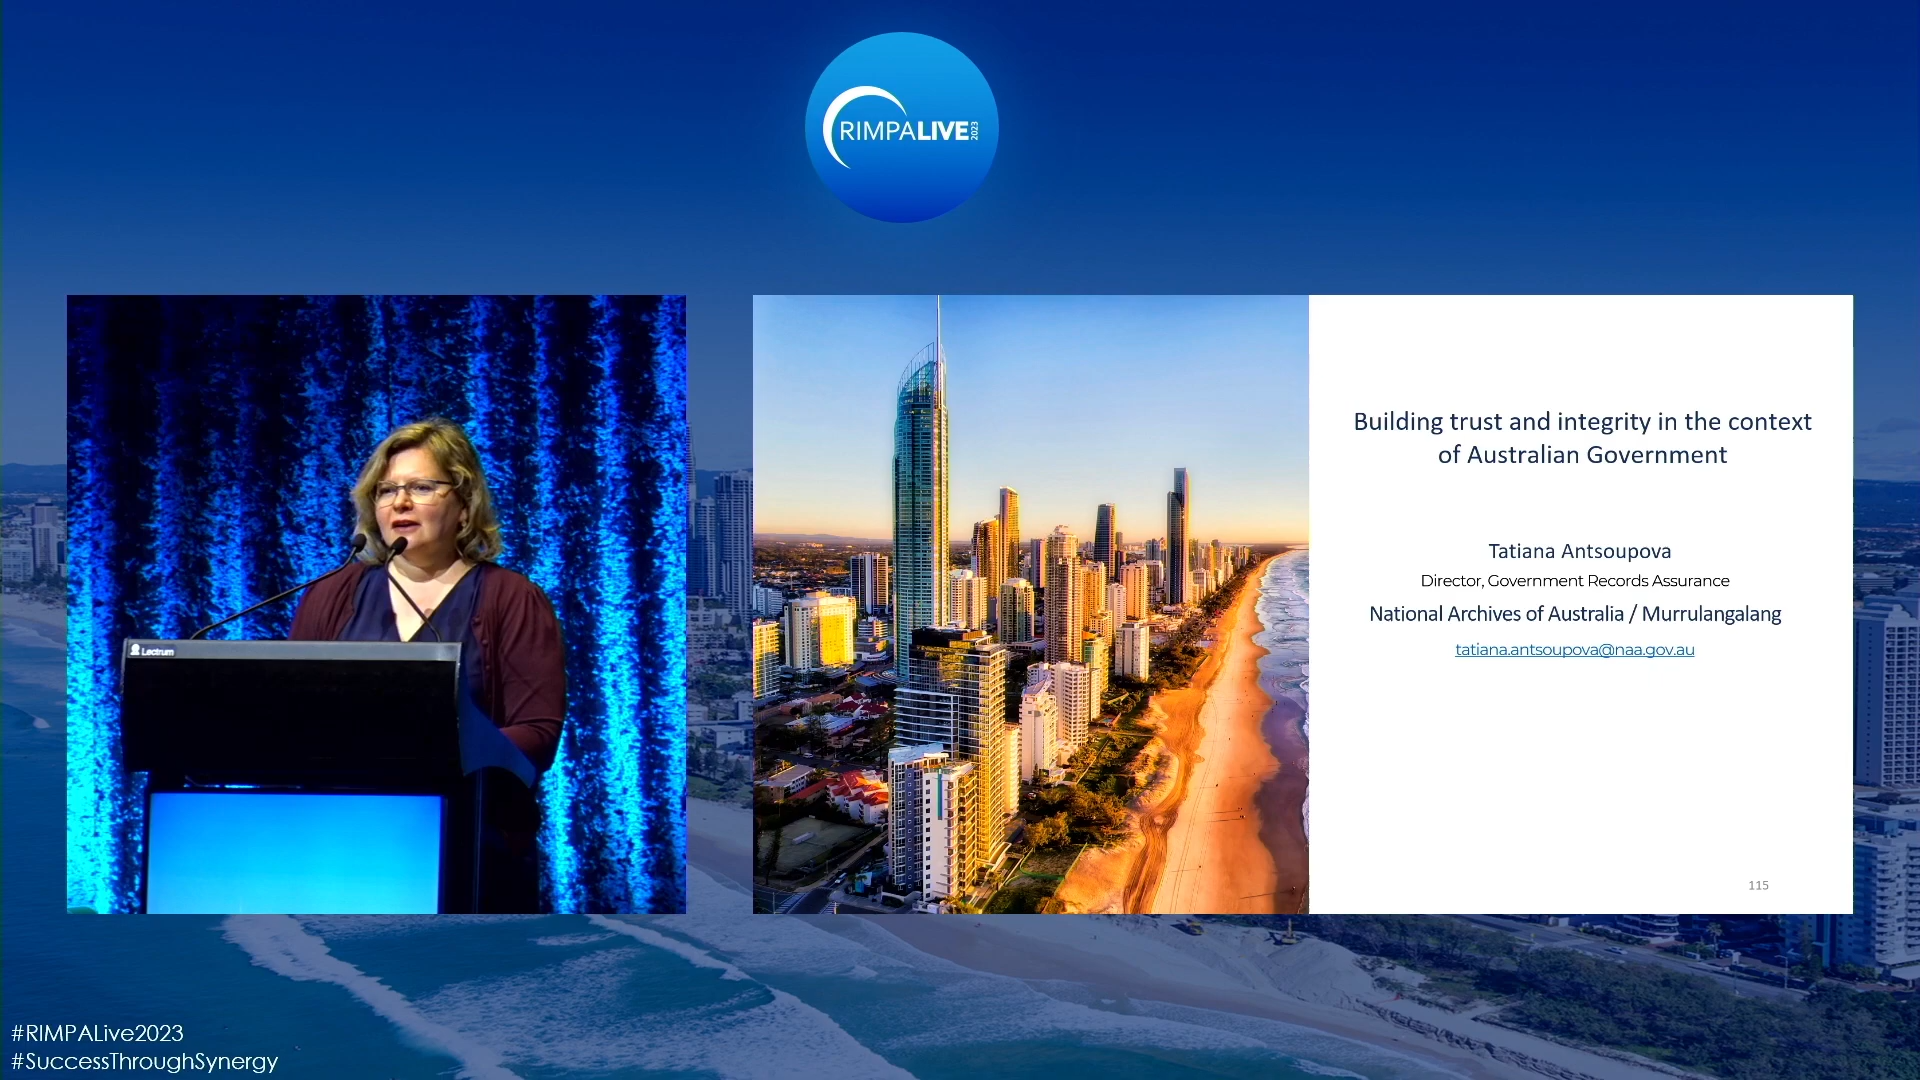 RIMPALIVE 2023
Lectrum
Building trust and integrity in the context
of Australian Government
Tatiana Antsoupova
Director, Government Records Assurance
National Archives of Australia / Murrulangalang
tatiana.antsoupova@naa.gov.au
115
#RIMPALive2023
#SuccessThroughSynergy